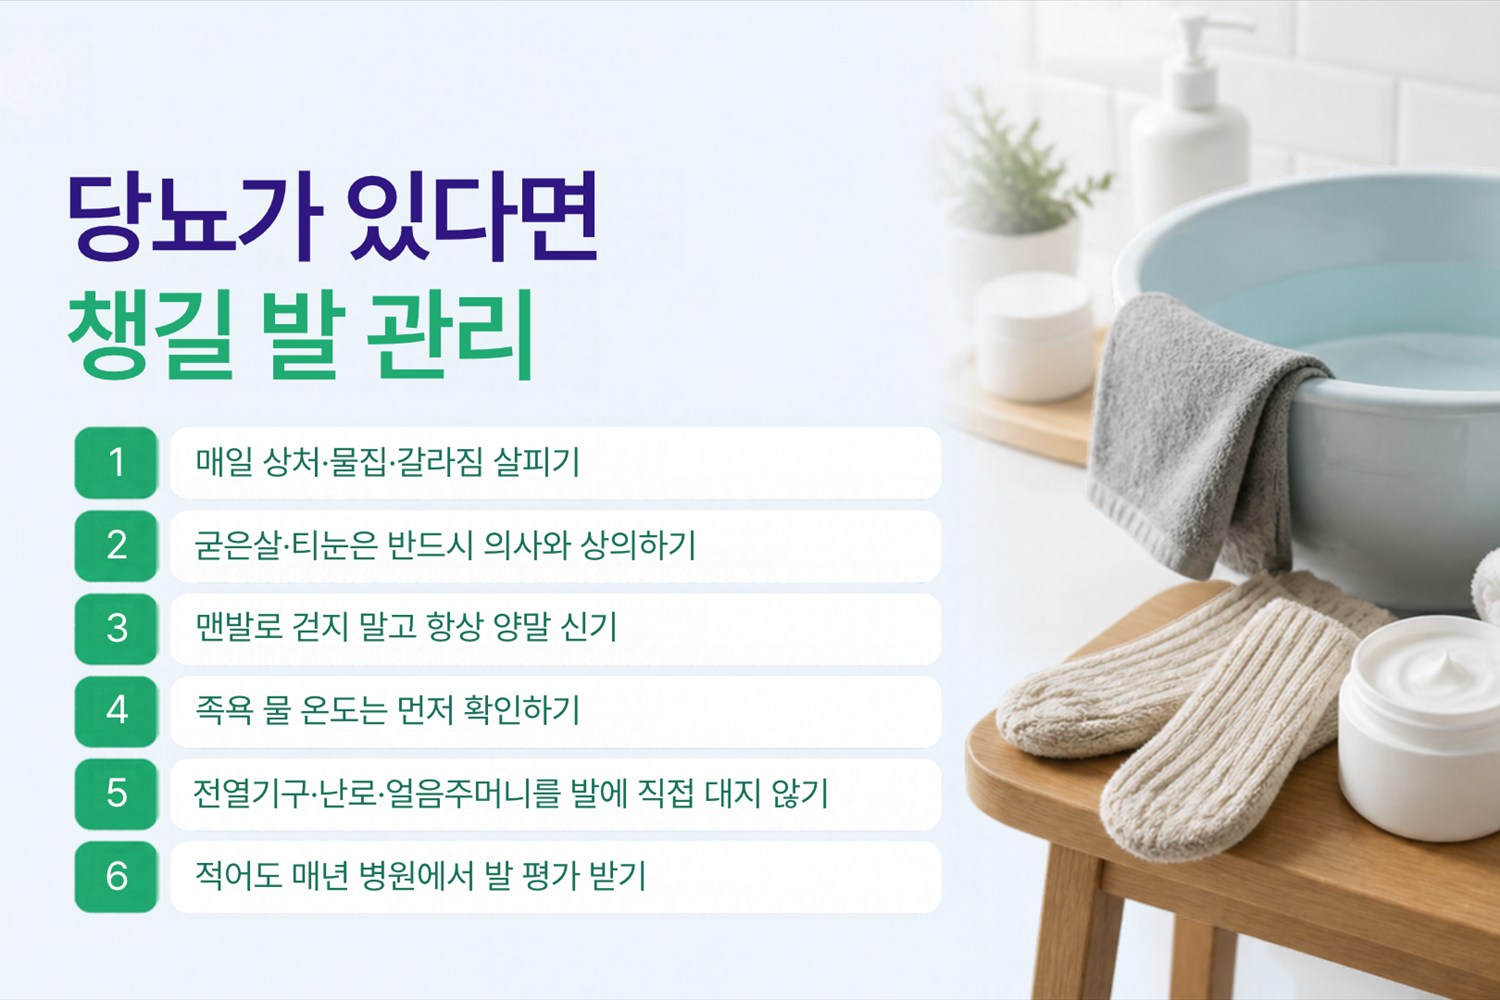 당뇨가 있다면
챙길 발 관리
1 매일 상처·물집·갈라짐 살피기
2 굳은살·티눈은 반드시 의사와 상의하기
3 맨발로 걷지 말고 항상 양말 신기
4 족욕 물 온도는 먼저 확인하기
5 전열기구·난로·얼음주머니를 발에 직접 대지 않기
6 적어도 매년 병원에서 발 평가 받기